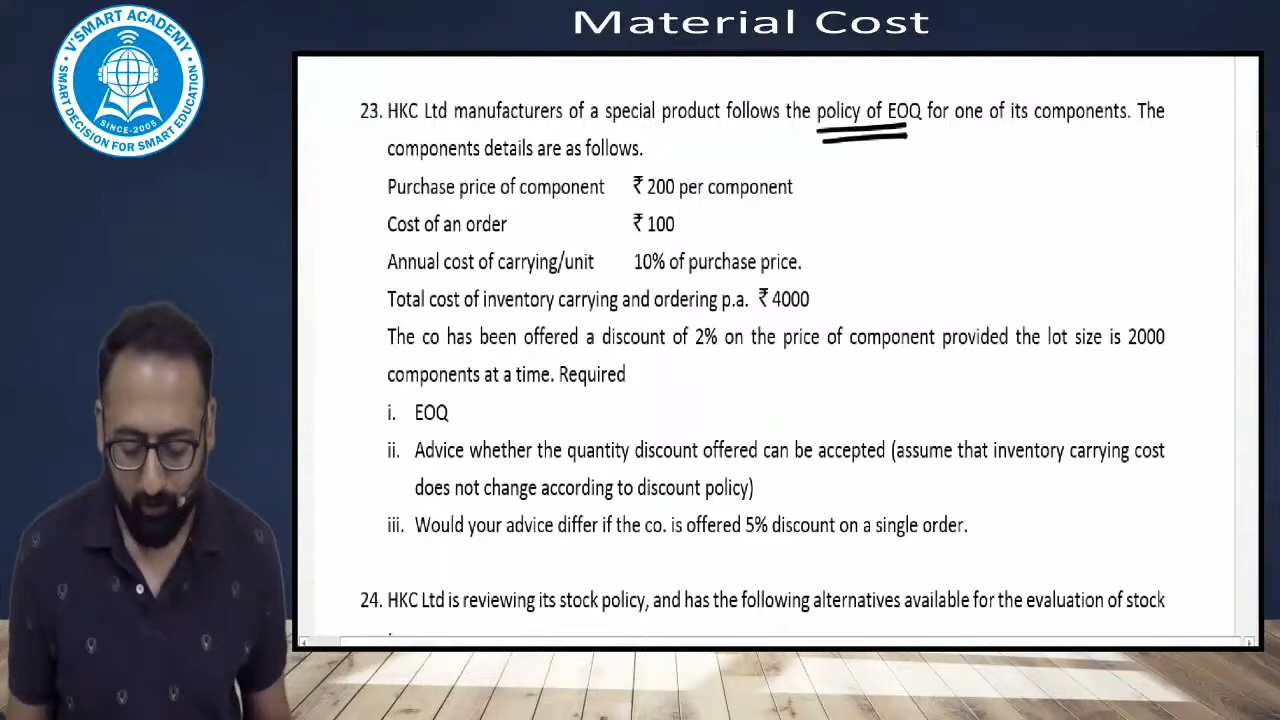 Material Cost
V'SMART ACADEMY
SINCE-2005
SMART DECISION FOR SMART EDUCATION
23. HKC Ltd manufacturers of a special product follows the policy of EOQ for one of its components. The
components details are as follows.
Purchase price of component ₹ 200 per component
Cost of an order ₹ 100
Annual cost of carrying/unit 10% of purchase price.
Total cost of inventory carrying and ordering p.a. ₹ 4000
The co has been offered a discount of 2% on the price of component provided the lot size is 2000
components at a time. Required
i. EOQ
ii. Advice whether the quantity discount offered can be accepted (assume that inventory carrying cost
does not change according to discount policy)
iii. Would your advice differ if the co. is offered 5% discount on a single order.
24. HKC Ltd is reviewing its stock policy, and has the following alternatives available for the evaluation of stock